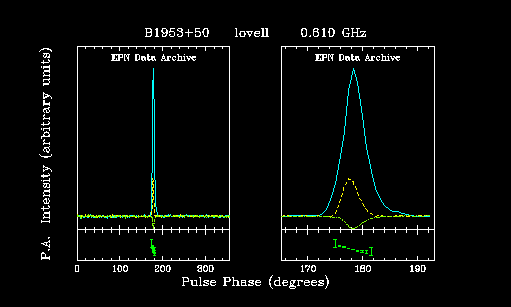 B1953+50 lovell 0.610 GHz
EPN Data Archive EPN Data Archive
P.A. Intensity (arbitrary units)
0 100 200 300 170 180 190
Pulse Phase (degrees)